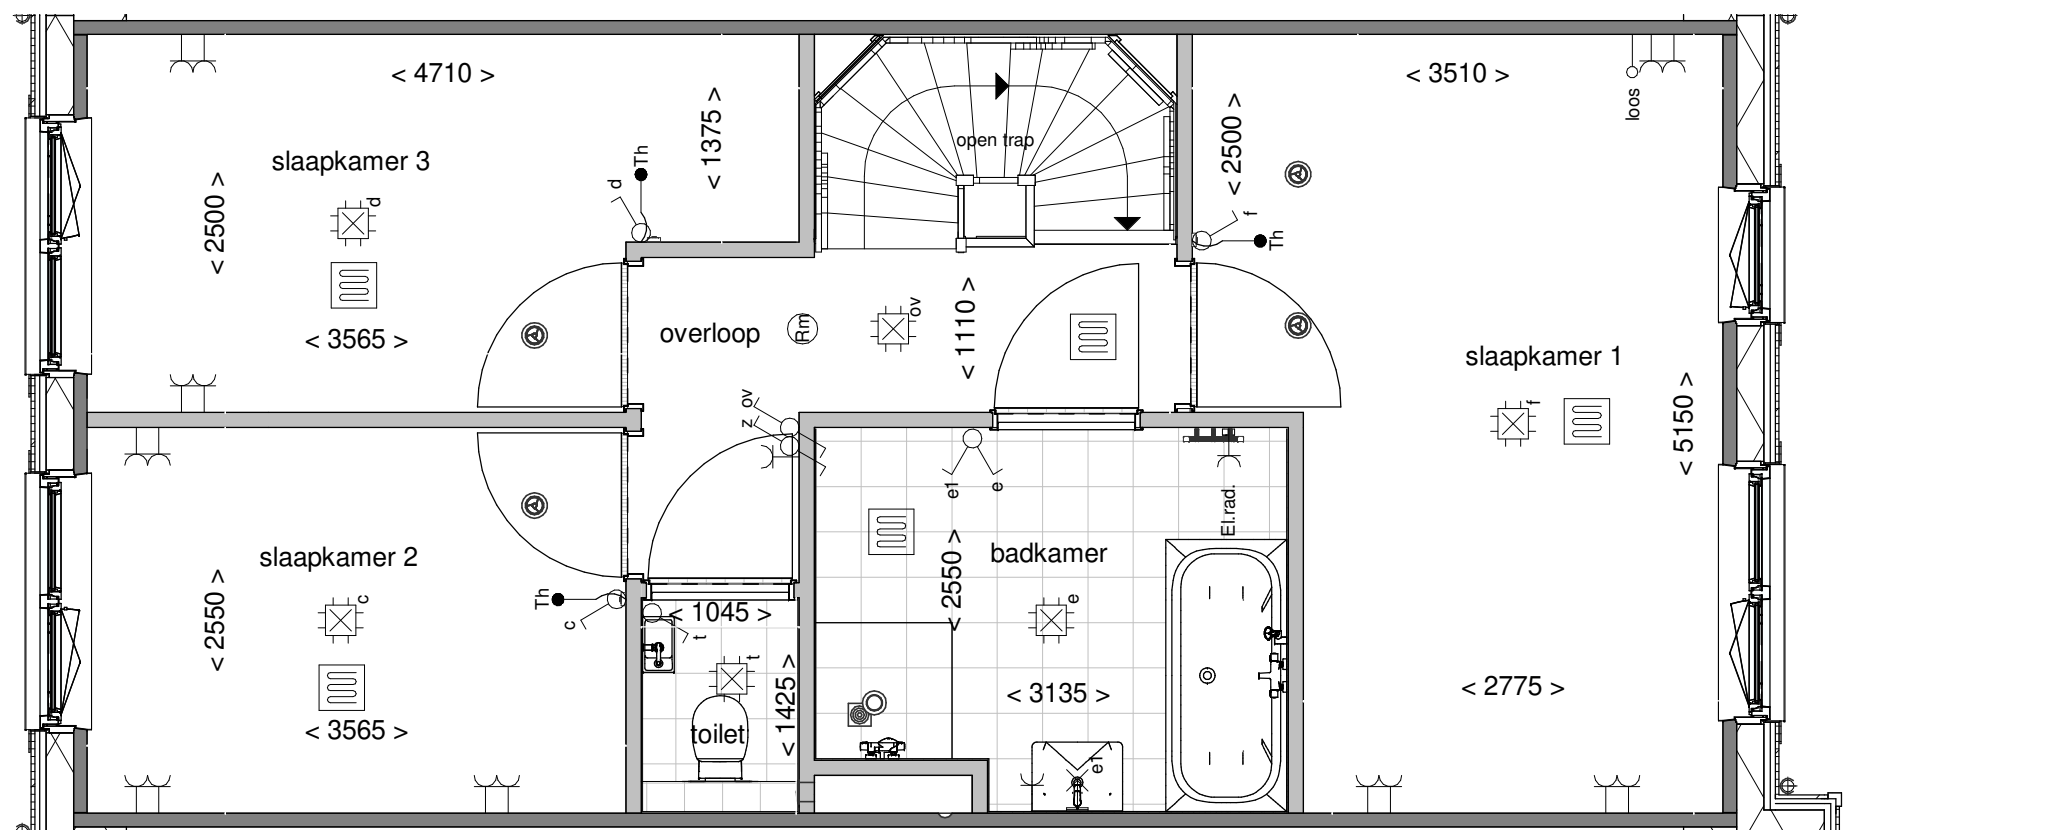 < 4710 >
< 3510 >
loos
< 1375 >
< 2500 >
open trap
slaapkamer 3
Th
d
d
< 2500 >
f
Th
< 3565 >
overloop
Rm
ov
< 1110 >
slaapkamer 1
f
< 5150 >
ov
z
e1
e
El.rad.
slaapkamer 2
c
< 2550 >
Th
c
< 1045 >
t
t
< 2550 >
badkamer
e
< 3135 >
< 2775 >
< 3565 >
toilet
< 1425 >
e1